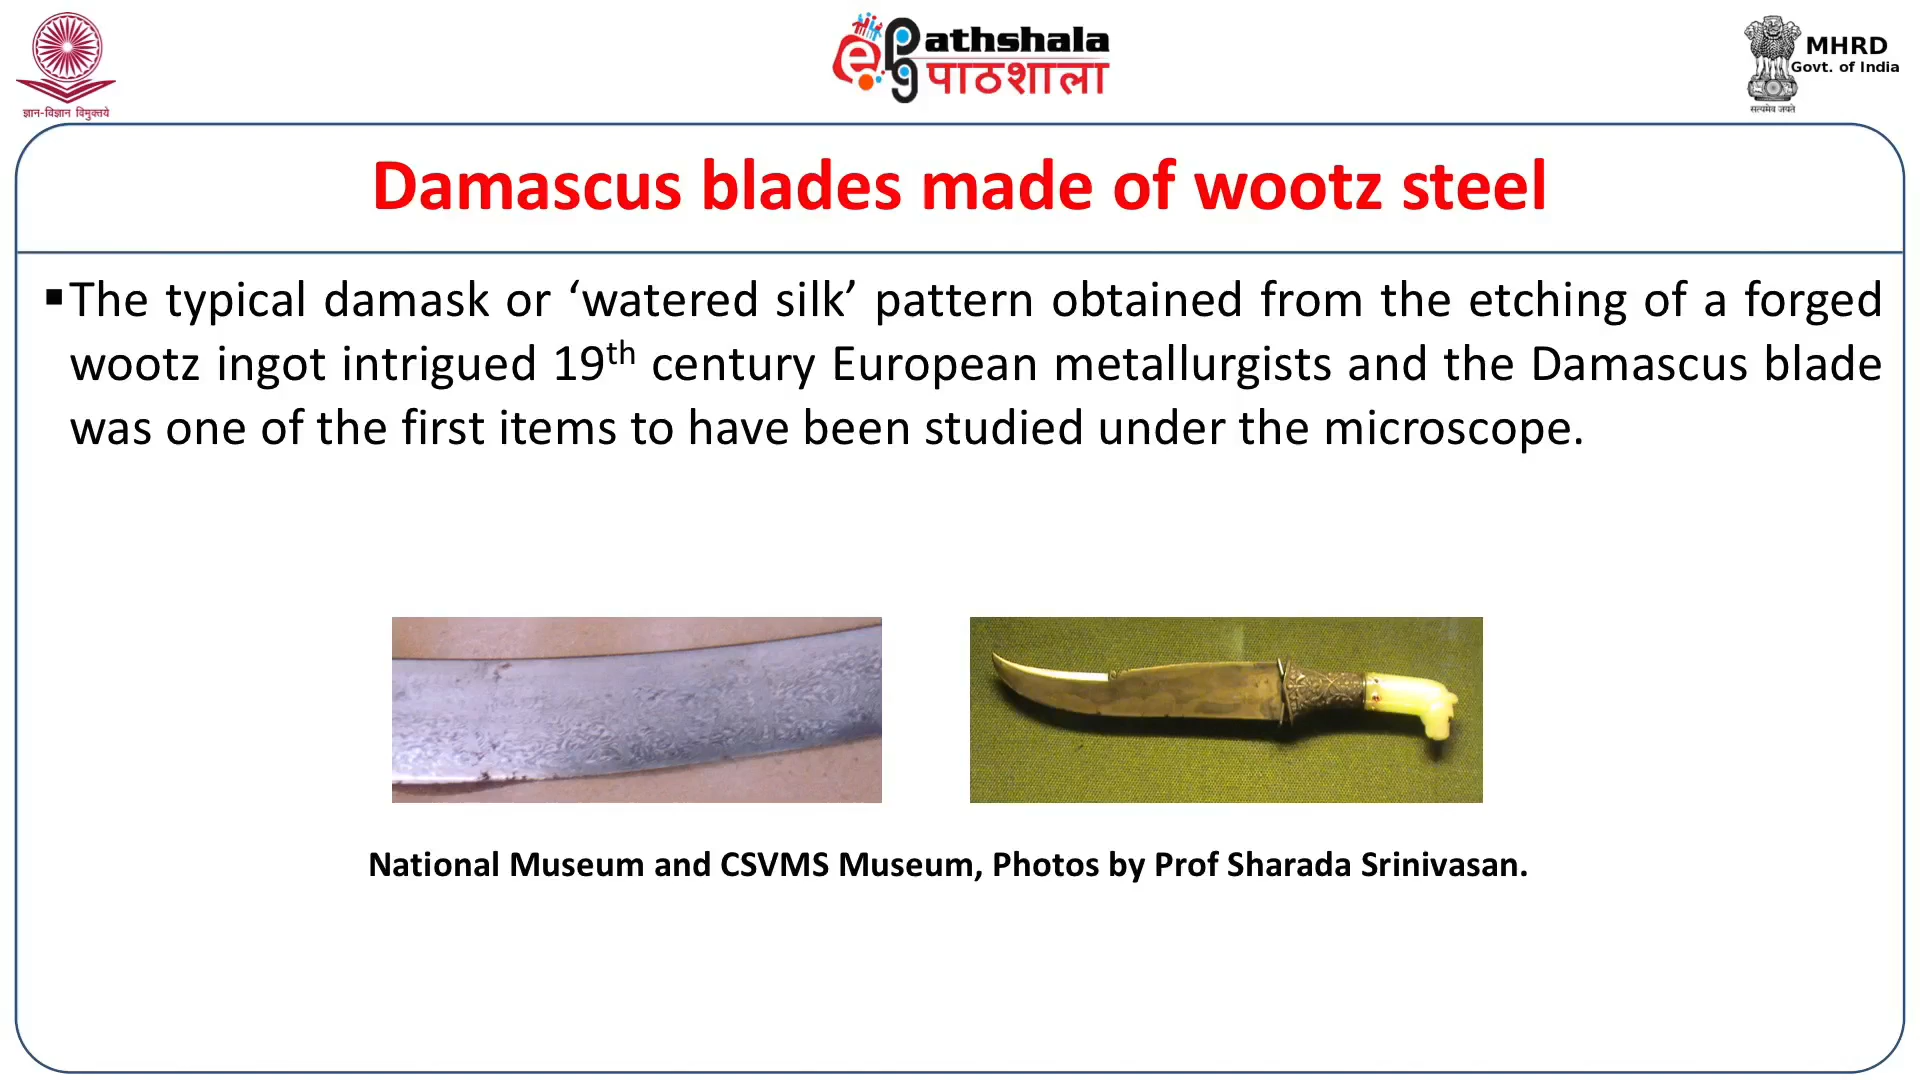 ज्ञान-विज्ञान विमुक्तये
ePG Pathshala
पाठशाला
MHRD
Govt. of India
सत्यमेव जयते
Damascus blades made of wootz steel
▪The typical damask or ‘watered silk’ pattern obtained from the etching of a forged
wootz ingot intrigued 19th century European metallurgists and the Damascus blade
was one of the first items to have been studied under the microscope.
National Museum and CSVMS Museum, Photos by Prof Sharada Srinivasan.